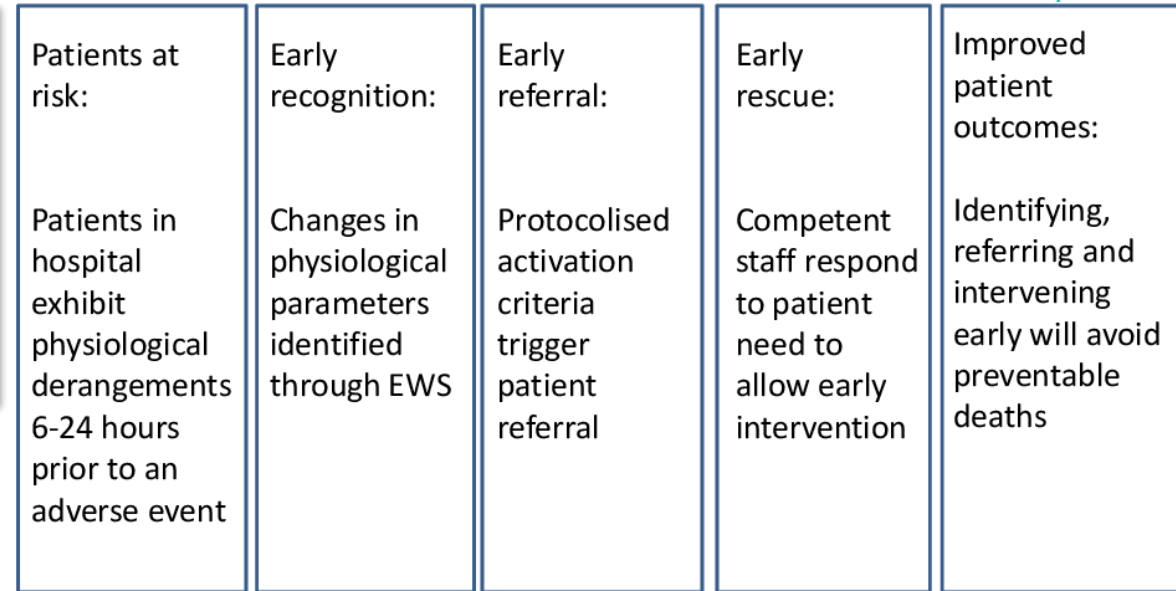 Patients at
risk:
Patients in
hospital
exhibit
physiological
derangements
6-24 hours
prior to an
adverse event
Early
recognition:
Changes in
physiological
parameters
identified
through EWS
Early
referral:
Protocolised
activation
criteria
trigger
patient
referral
Early
rescue:
Competent
staff respond
to patient
need to
allow early
intervention
Improved
patient
outcomes:
Identifying,
referring and
intervening
early will avoid
preventable
deaths